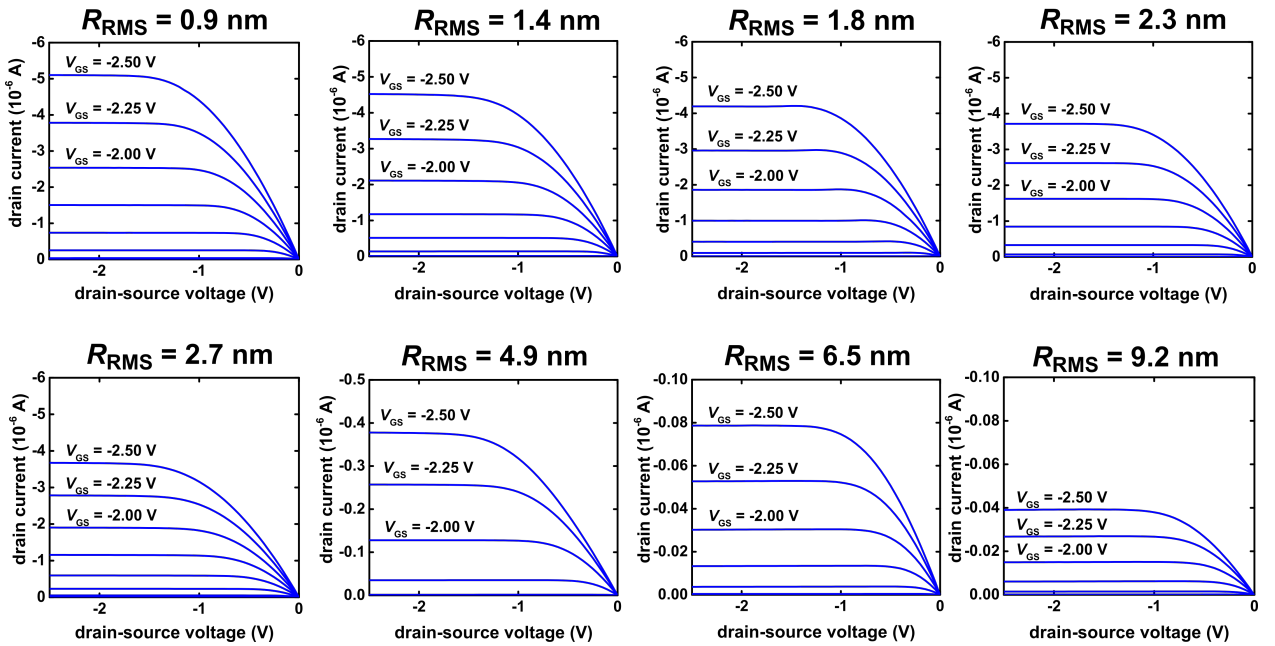 R_RMS = 0.9 nm
drain current (10⁻⁶ A)
-6
-5
-4
-3
-2
-1
0
V_GS = -2.50 V
V_GS = -2.25 V
V_GS = -2.00 V
-2 -1 0
drain-source voltage (V)
R_RMS = 1.4 nm
drain current (10⁻⁶ A)
-6
-5
-4
-3
-2
-1
0
V_GS = -2.50 V
V_GS = -2.25 V
V_GS = -2.00 V
-2 -1 0
drain-source voltage (V)
R_RMS = 1.8 nm
drain current (10⁻⁶ A)
-6
-5
-4
-3
-2
-1
0
V_GS = -2.50 V
V_GS = -2.25 V
V_GS = -2.00 V
-2 -1 0
drain-source voltage (V)
R_RMS = 2.3 nm
drain current (10⁻⁶ A)
-6
-5
-4
-3
-2
-1
0
V_GS = -2.50 V
V_GS = -2.25 V
V_GS = -2.00 V
-2 -1 0
drain-source voltage (V)
R_RMS = 2.7 nm
drain current (10⁻⁶ A)
-6
-5
-4
-3
-2
-1
0
V_GS = -2.50 V
V_GS = -2.25 V
V_GS = -2.00 V
-2 -1 0
drain-source voltage (V)
R_RMS = 4.9 nm
drain current (10⁻⁶ A)
-0.5
-0.4
-0.3
-0.2
-0.1
0.0
V_GS = -2.50 V
V_GS = -2.25 V
V_GS = -2.00 V
-2 -1 0
drain-source voltage (V)
R_RMS = 6.5 nm
drain current (10⁻⁶ A)
-0.10
-0.08
-0.06
-0.04
-0.02
0.00
V_GS = -2.50 V
V_GS = -2.25 V
V_GS = -2.00 V
-2 -1 0
drain-source voltage (V)
R_RMS = 9.2 nm
drain current (10⁻⁶ A)
-0.10
-0.08
-0.06
-0.04
-0.02
0.00
V_GS = -2.50 V
V_GS = -2.25 V
V_GS = -2.00 V
-2 -1 0
drain-source voltage (V)